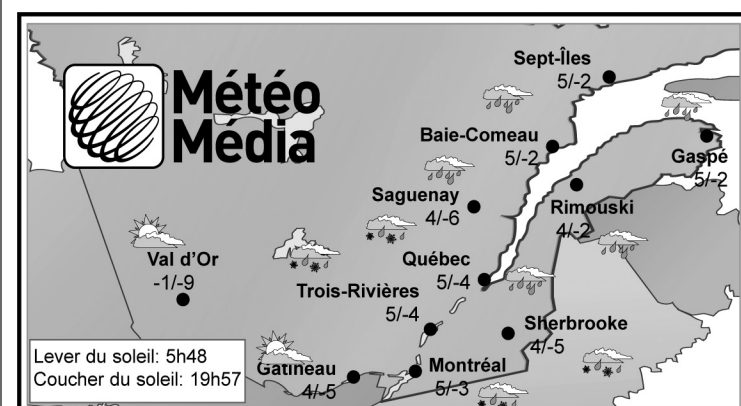 Météo
Média
Sept-Îles
5/-2
Baie-Comeau
5/-2
Gaspé
5/-2
Saguenay
4/-6
Rimouski
4/-2
Val d'Or
-1/-9
Québec
5/-4
Trois-Rivières
5/-4
Sherbrooke
4/-5
Lever du soleil: 5h48
Coucher du soleil: 19h57
Gatineau
4/-5
Montréal
5/-3